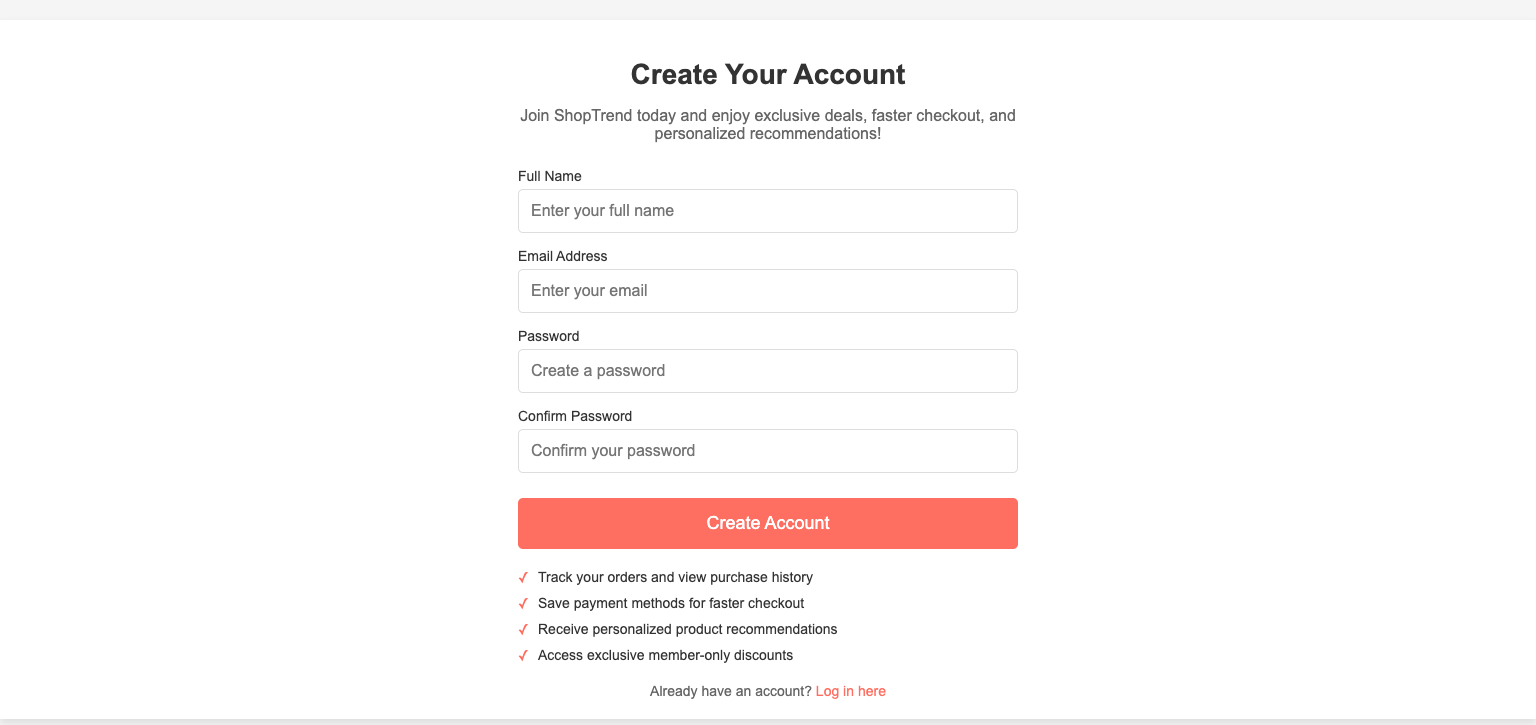 Create Your Account
Join ShopTrend today and enjoy exclusive deals, faster checkout, and
personalized recommendations!
Full Name
Enter your full name
Email Address
Enter your email
Password
Create a password
Confirm Password
Confirm your password
Create Account
✓ Track your orders and view purchase history
✓ Save payment methods for faster checkout
✓ Receive personalized product recommendations
✓ Access exclusive member-only discounts
Already have an account? Log in here